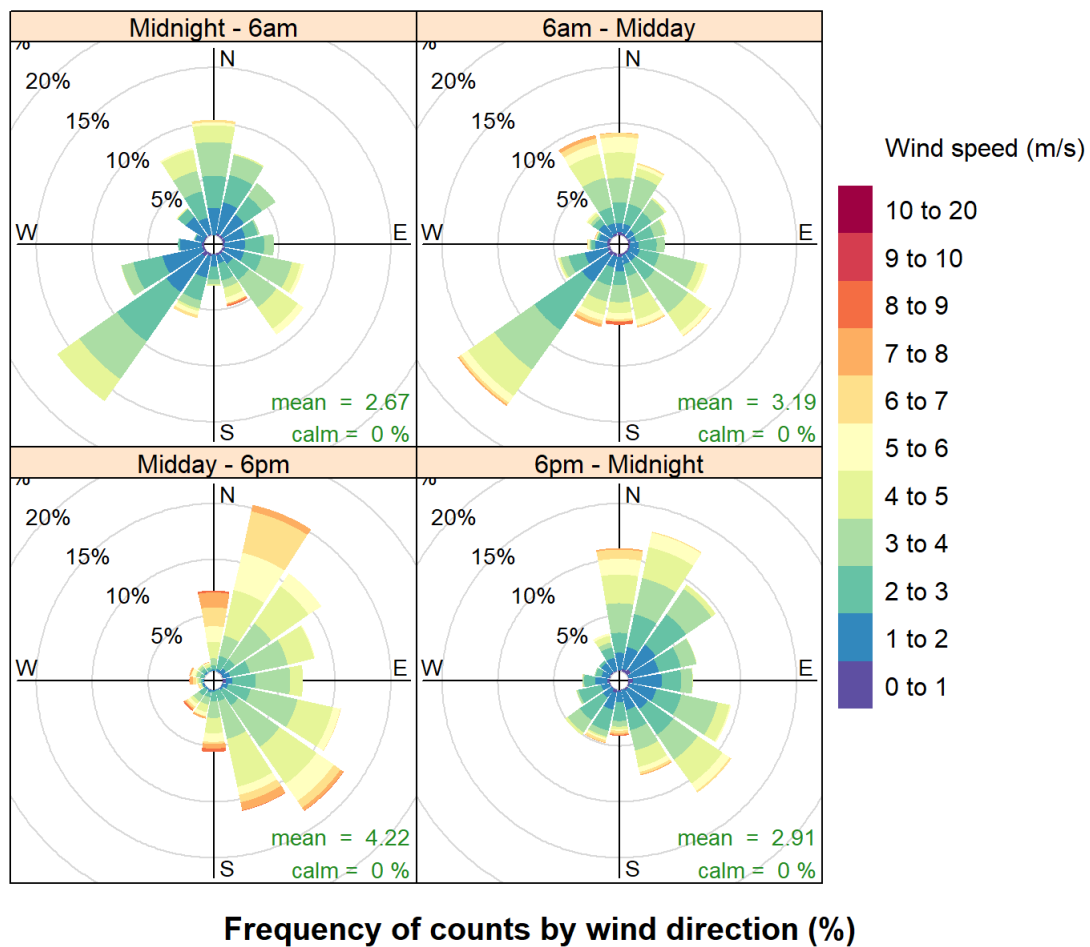 Midnight - 6am
6am - Midday
%
N
20%
15%
10%
5%
W
E
S
mean = 2.67
calm = 0 %
%
N
20%
15%
10%
5%
W
E
S
mean = 3.19
calm = 0 %
Midday - 6pm
6pm - Midnight
%
N
20%
15%
10%
5%
W
E
S
mean = 4.22
calm = 0 %
%
N
20%
15%
10%
5%
W
E
S
mean = 2.91
calm = 0 %
Wind speed (m/s)
10 to 20
9 to 10
8 to 9
7 to 8
6 to 7
5 to 6
4 to 5
3 to 4
2 to 3
1 to 2
0 to 1
Frequency of counts by wind direction (%)